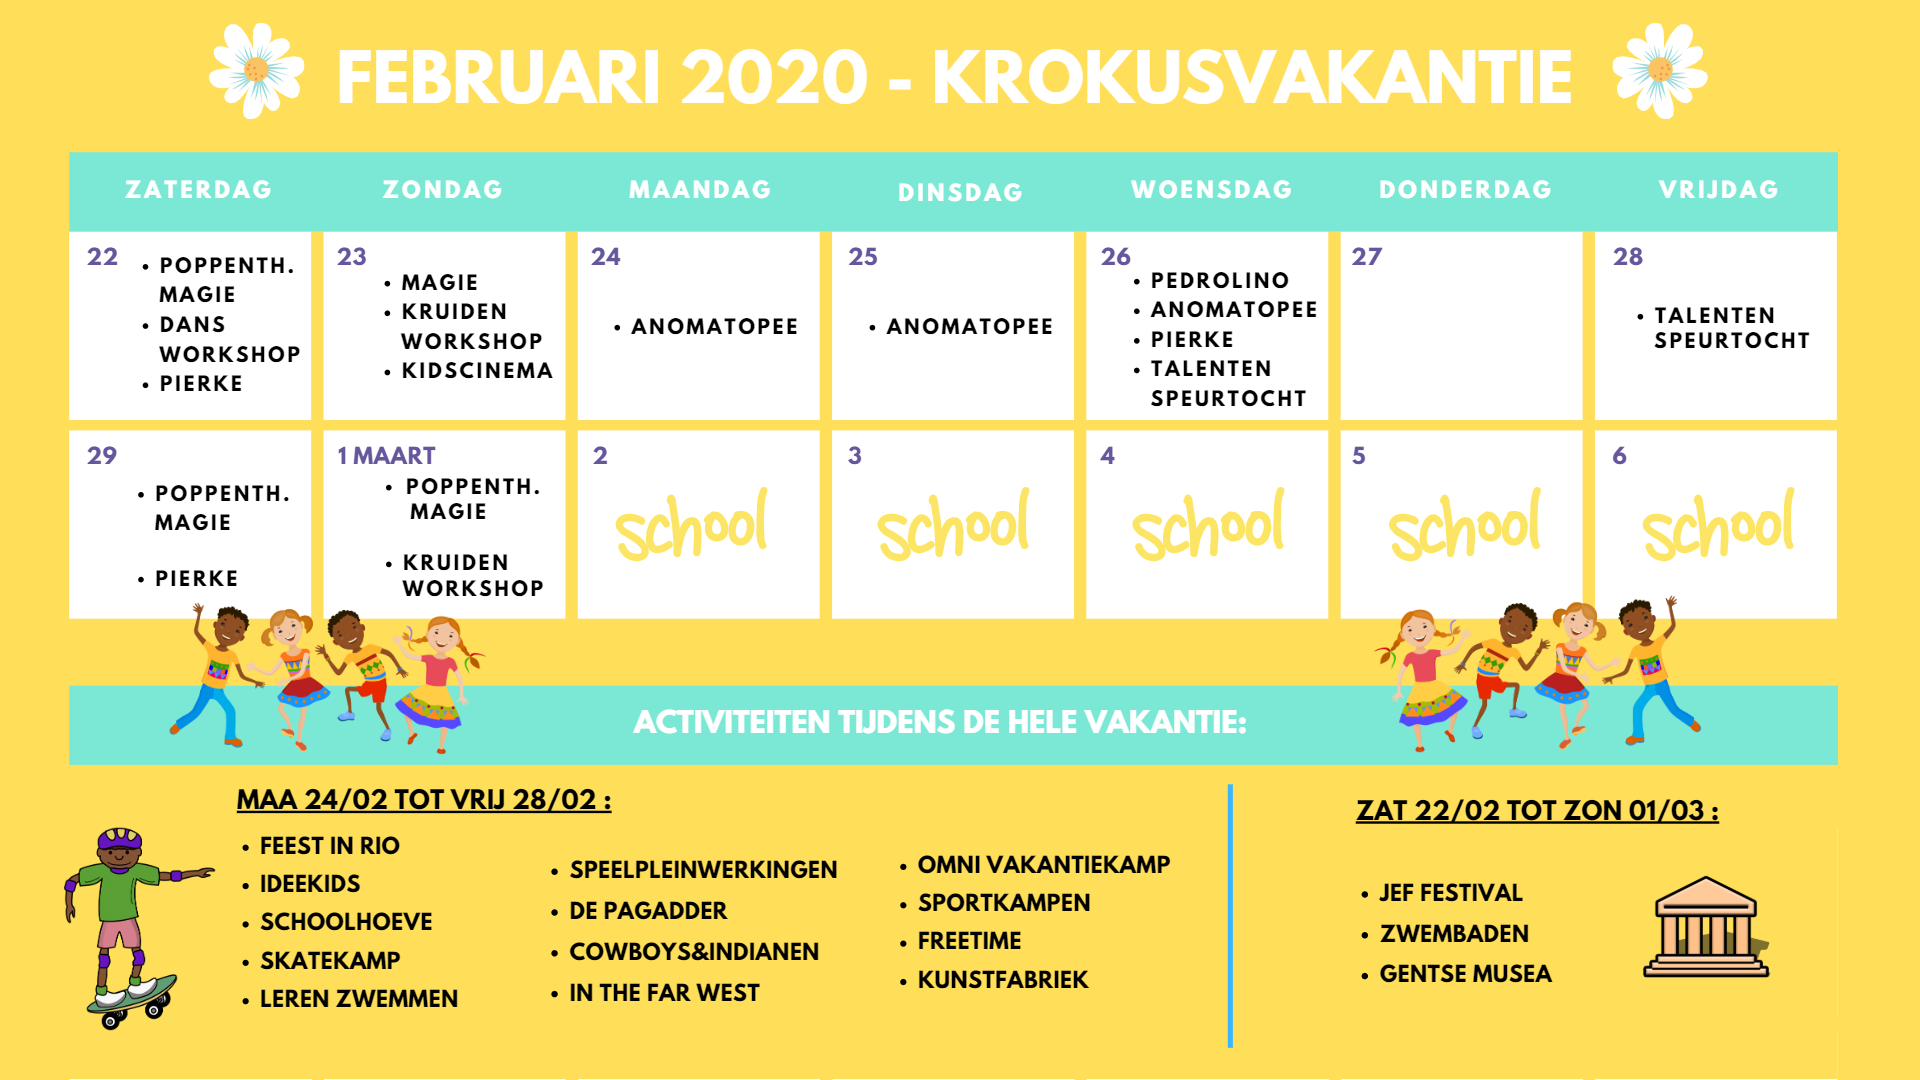 FEBRUARI 2020 - KROKUSVAKANTIE
ZATERDAG
ZONDAG
MAANDAG
DINSDAG
WOENSDAG
DONDERDAG
VRIJDAG
22
• POPPENTH.
MAGIE
• DANS
WORKSHOP
• PIERKE
23
• MAGIE
• KRUIDEN
WORKSHOP
• KIDSCINEMA
24
• ANOMATOPEE
25
• ANOMATOPEE
26
• PEDROLINO
• ANOMATOPEE
• PIERKE
• TALENTEN
SPEURTOCHT
27
28
• TALENTEN
SPEURTOCHT
29
• POPPENTH.
MAGIE
• PIERKE
1 MAART
• POPPENTH.
MAGIE
• KRUIDEN
WORKSHOP
2
school
3
school
4
school
5
school
6
school
ACTIVITEITEN TIJDENS DE HELE VAKANTIE:
MAA 24/02 TOT VRIJ 28/02 :
• FEEST IN RIO
• IDEEKIDS
• SCHOOLHOEVE
• SKATEKAMP
• LEREN ZWEMMEN
• SPEELPLEINWERKINGEN
• DE PAGADDER
• COWBOYS&INDIANEN
• IN THE FAR WEST
• OMNI VAKANTIEKAMP
• SPORTKAMPEN
• FREETIME
• KUNSTFABRIEK
ZAT 22/02 TOT ZON 01/03 :
• JEF FESTIVAL
• ZWEMBADEN
• GENTSE MUSEA